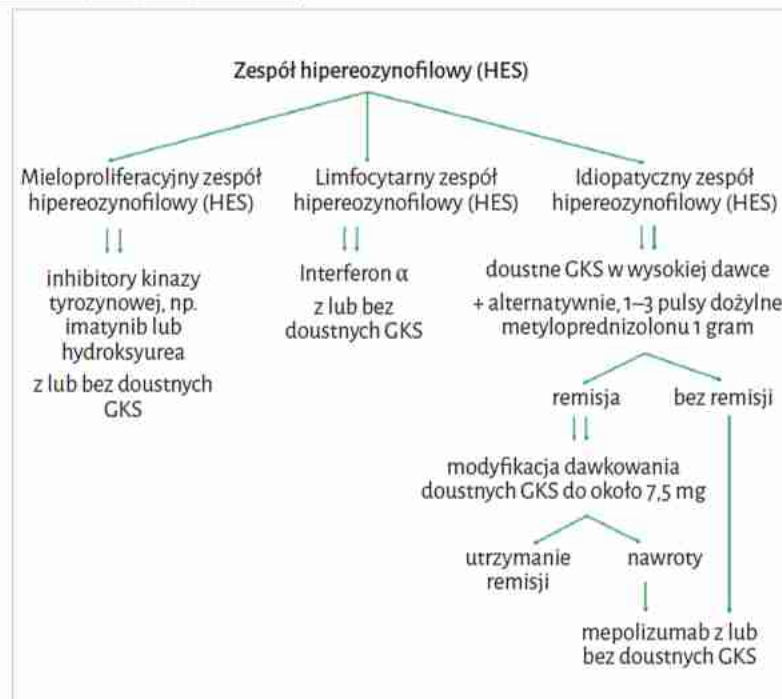 Zespół hipereozynofilowy (HES)
Mieloproliferacyjny zespół
hipereozynofilowy (HES)
Limfocytarny zespół
hipereozynofilowy (HES)
Idiopatyczny zespół
hipereozynofilowy (HES)
inhibitory kinazy
tyrozynowej, np.
imatynib lub
hydroksyurea
z lub bez doustnych
GKS
Interferon α
z lub bez
doustnych GKS
doustne GKS w wysokiej dawce
+ alternatywnie, 1–3 pulsy dożylne
metyloprednizolonu 1 gram
remisja
bez remisji
modyfikacja dawkowania
doustnych GKS do około 7,5 mg
utrzymanie
remisji
nawroty
mepolizumab z lub
bez doustnych GKS